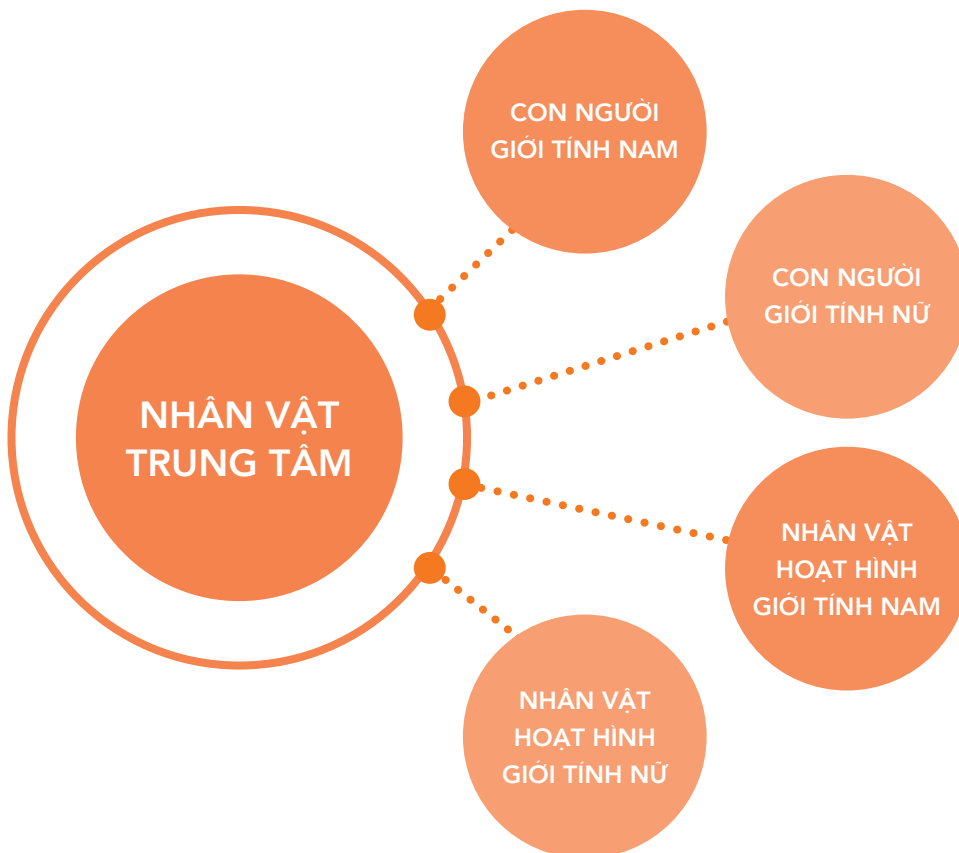 CON NGƯỜI
GIỚI TÍNH NAM
CON NGƯỜI
GIỚI TÍNH NỮ
NHÂN VẬT
TRUNG TÂM
NHÂN VẬT
HOẠT HÌNH
GIỚI TÍNH NAM
NHÂN VẬT
HOẠT HÌNH
GIỚI TÍNH NỮ